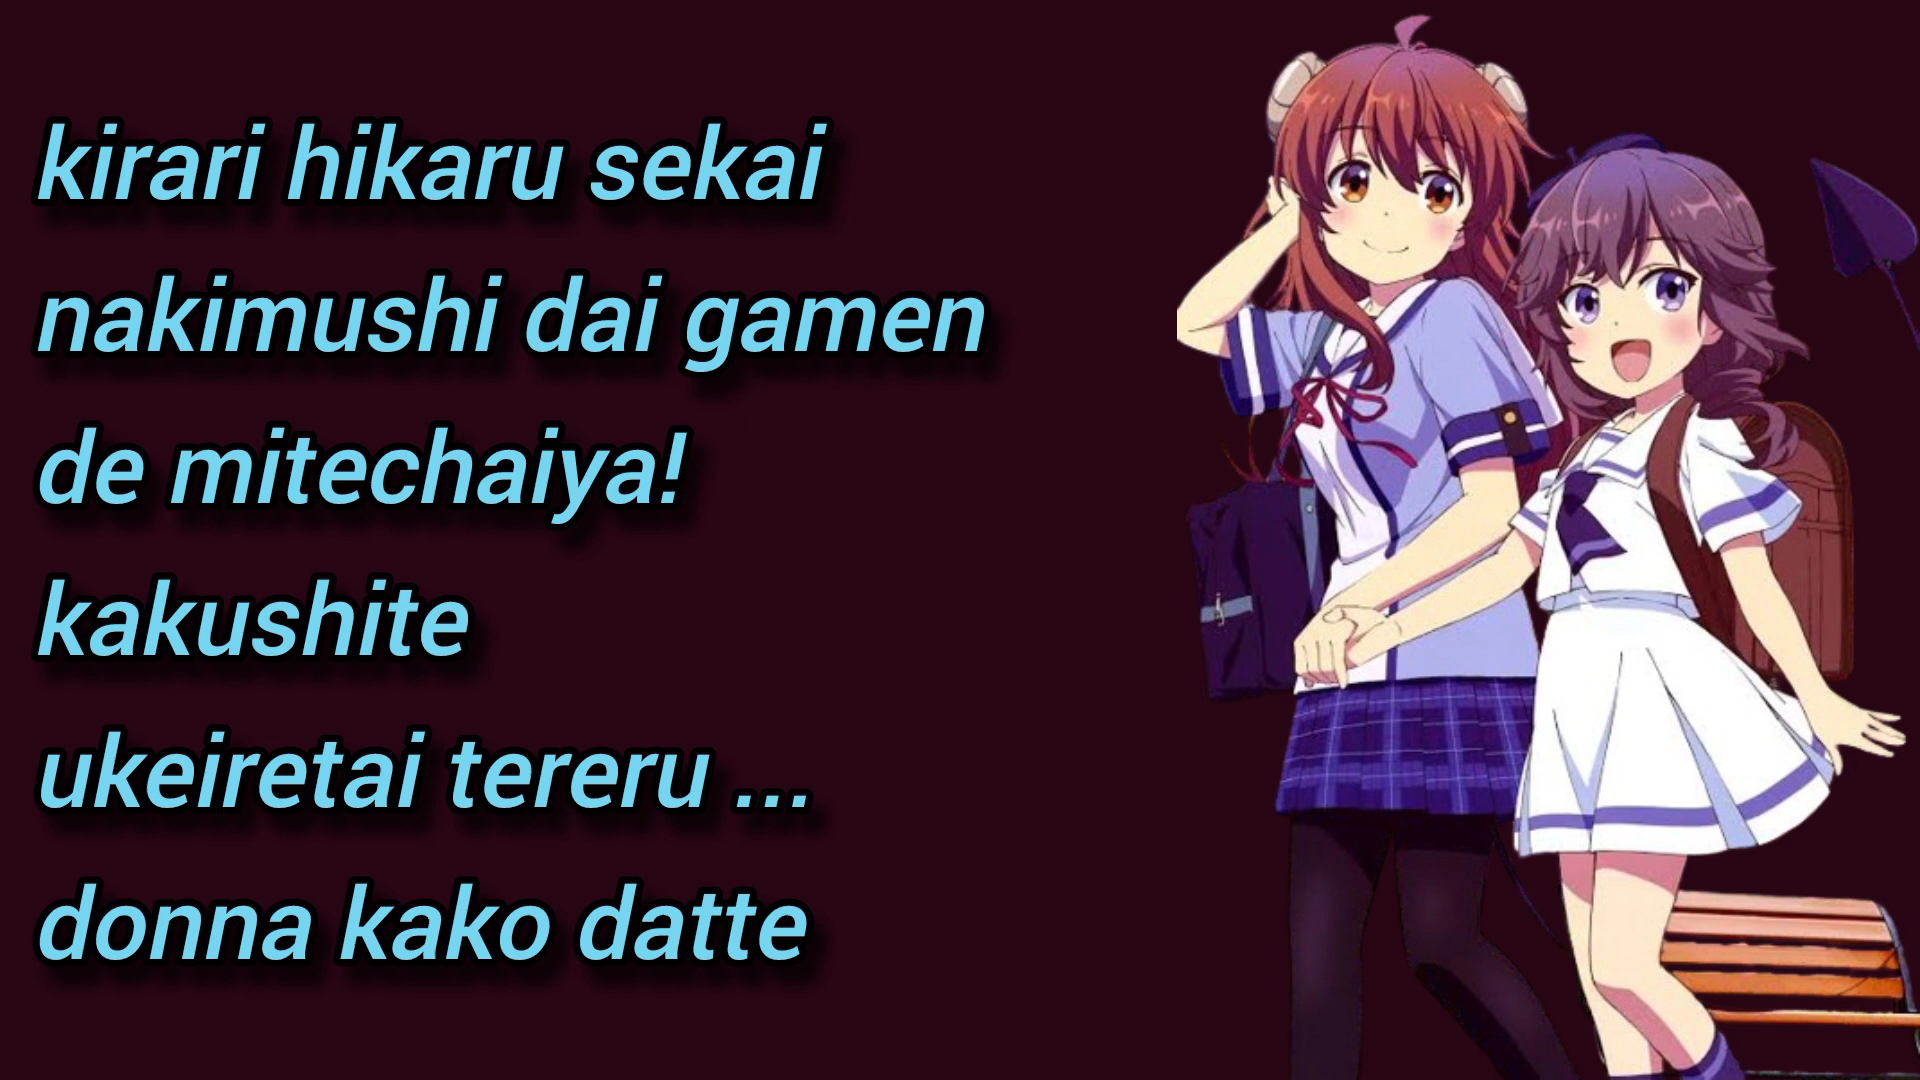 kirari hikaru sekai
nakimushi dai gamen
de mitechaiya!
kakushite
ukeiretai tereru ...
donna kako datte